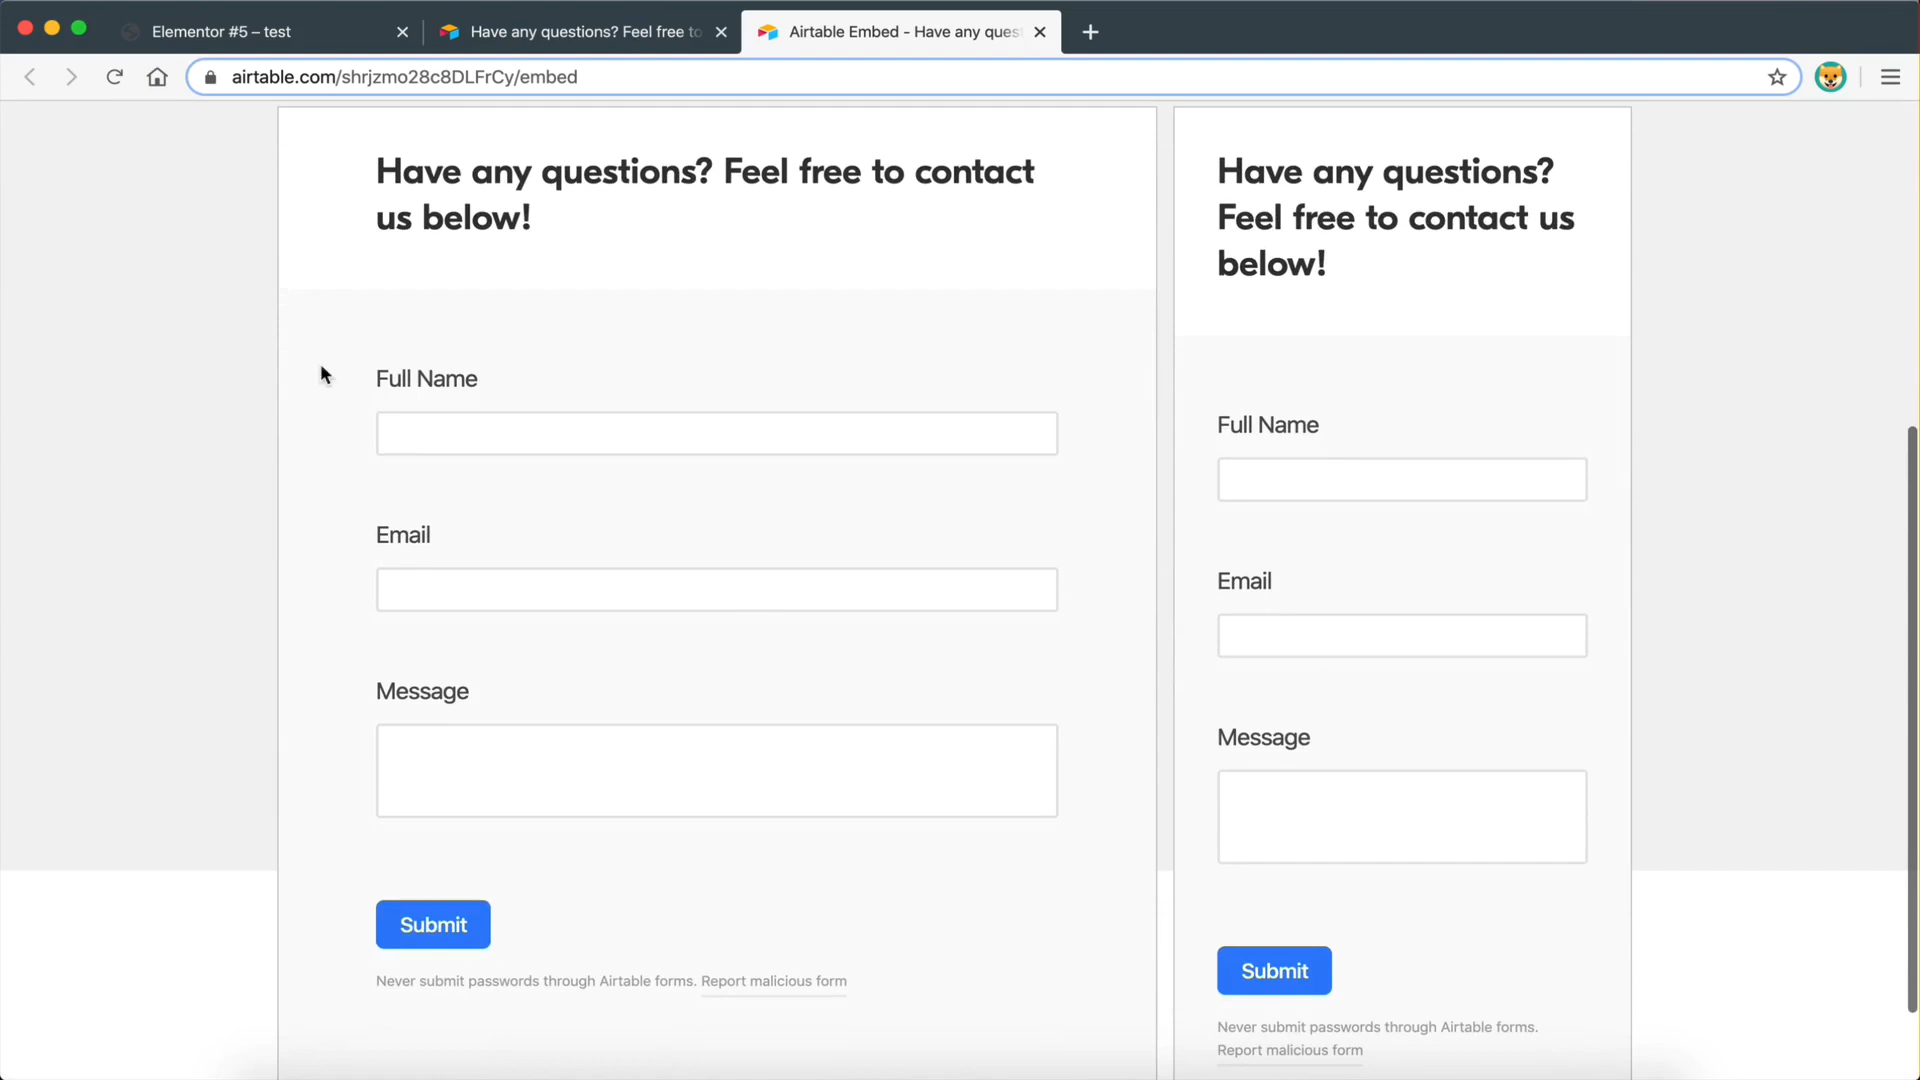 Elementor #5 – test
Have any questions? Feel free to
Airtable Embed - Have any ques
airtable.com/shrjzmo28c8DLFrCy/embed
Have any questions? Feel free to contact
us below!
Full Name
Email
Message
Submit
Never submit passwords through Airtable forms. Report malicious form
Have any questions?
Feel free to contact us
below!
Full Name
Email
Message
Submit
Never submit passwords through Airtable forms.
Report malicious form